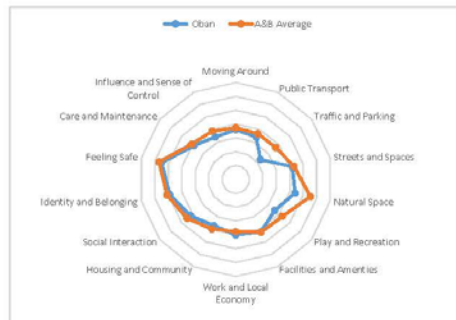 Oban
A&B Average
Moving Around
Public Transport
Traffic and Parking
Streets and Spaces
Natural Space
Play and Recreation
Facilities and Amenties
Work and Local
Economy
Housing and Community
Social Interaction
Identity and Belonging
Feeling Safe
Care and Maintenance
Influence and Sense of
Control